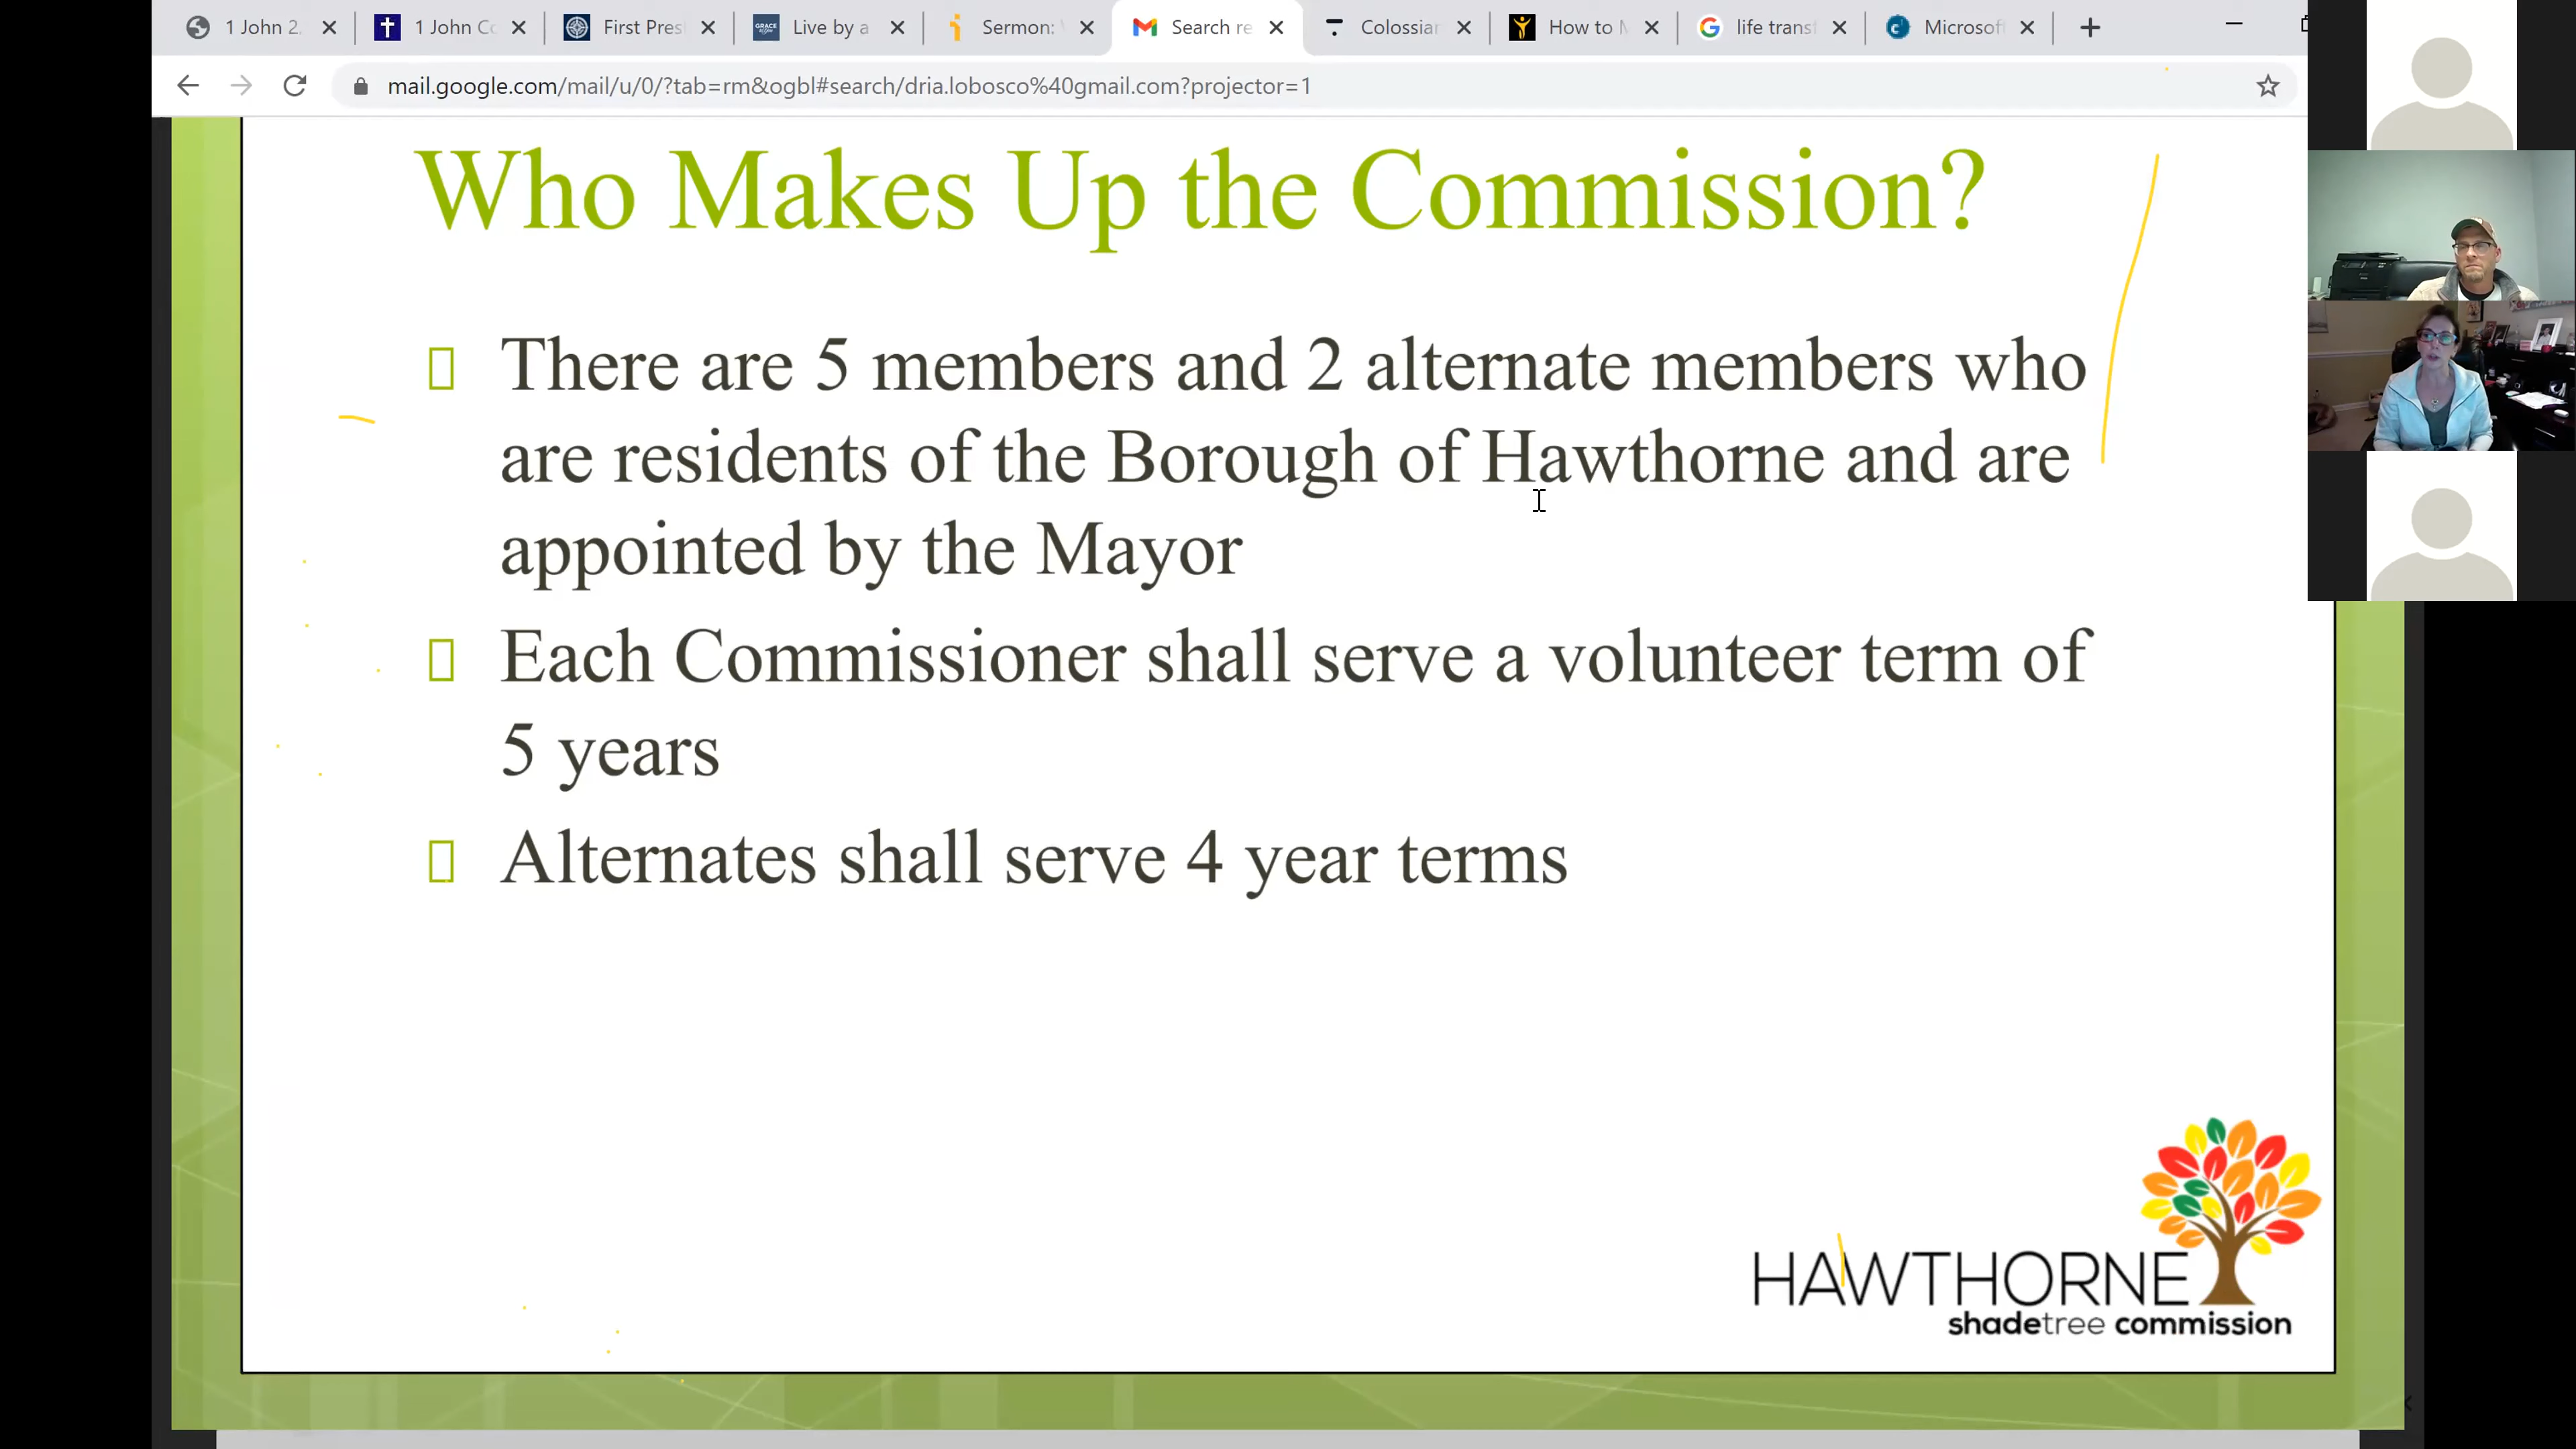 1 John 2.
1 John Co
First Pres
Live by a
Sermon:
Search re
Colossian
How to M
life transf
Microsof
mail.google.com/mail/u/0/?tab=rm&ogbl#search/dria.lobosco%40gmail.com?projector=1
Who Makes Up the Commission?
There are 5 members and 2 alternate members who
are residents of the Borough of Hawthorne and are
appointed by the Mayor
Each Commissioner shall serve a volunteer term of
5 years
Alternates shall serve 4 year terms
HAWTHORNE
shadetree commission